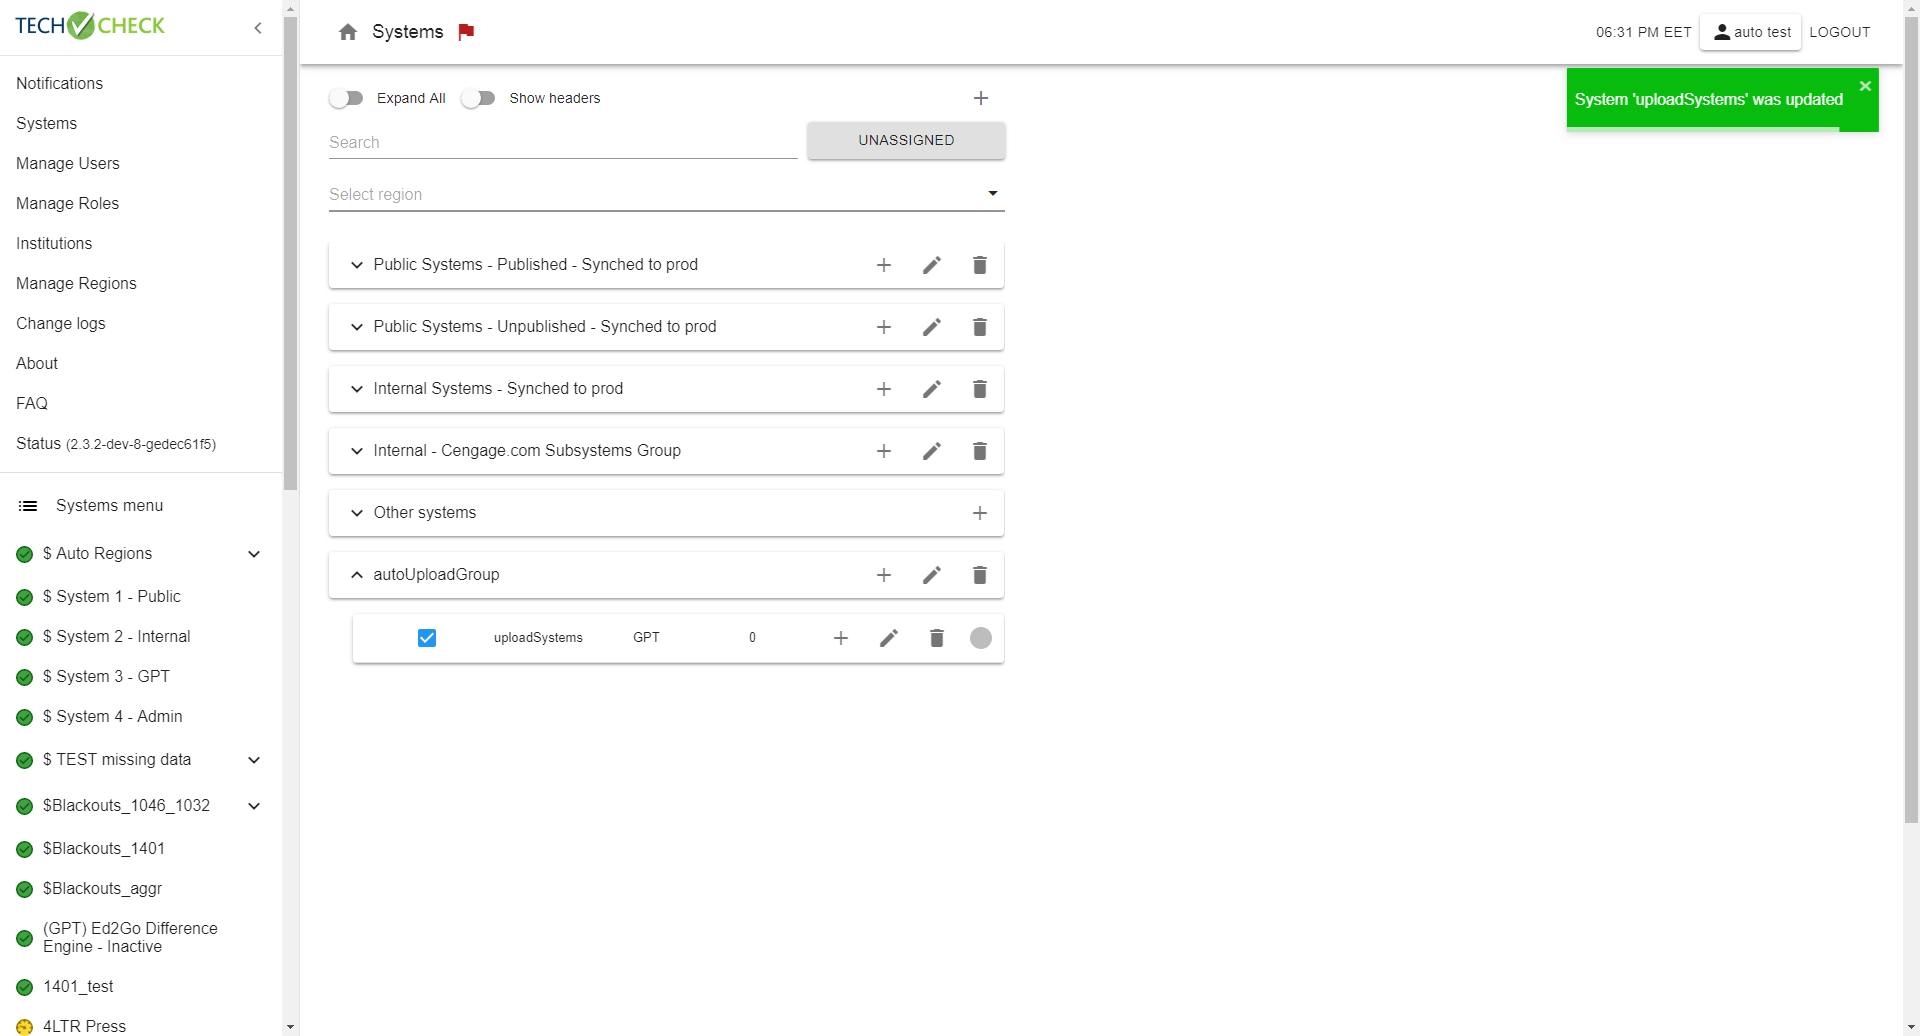 TECH CHECK
Notifications
Systems
Manage Users
Manage Roles
Institutions
Manage Regions
Change logs
About
FAQ
Status (2.3.2-dev-8-gedec61f5)
Systems menu
$ Auto Regions
$ System 1 - Public
$ System 2 - Internal
$ System 3 - GPT
$ System 4 - Admin
$ TEST missing data
$Blackouts_1046_1032
$Blackouts_1401
$Blackouts_aggr
(GPT) Ed2Go Difference
Engine - Inactive
1401_test
4LTR Press
Systems
06:31 PM EET
auto test
LOGOUT
Expand All
Show headers
Search
UNASSIGNED
Select region
Public Systems - Published - Synched to prod
Public Systems - Unpublished - Synched to prod
Internal Systems - Synched to prod
Internal - Cengage.com Subsystems Group
Other systems
autoUploadGroup
uploadSystems GPT 0
System 'uploadSystems' was updated